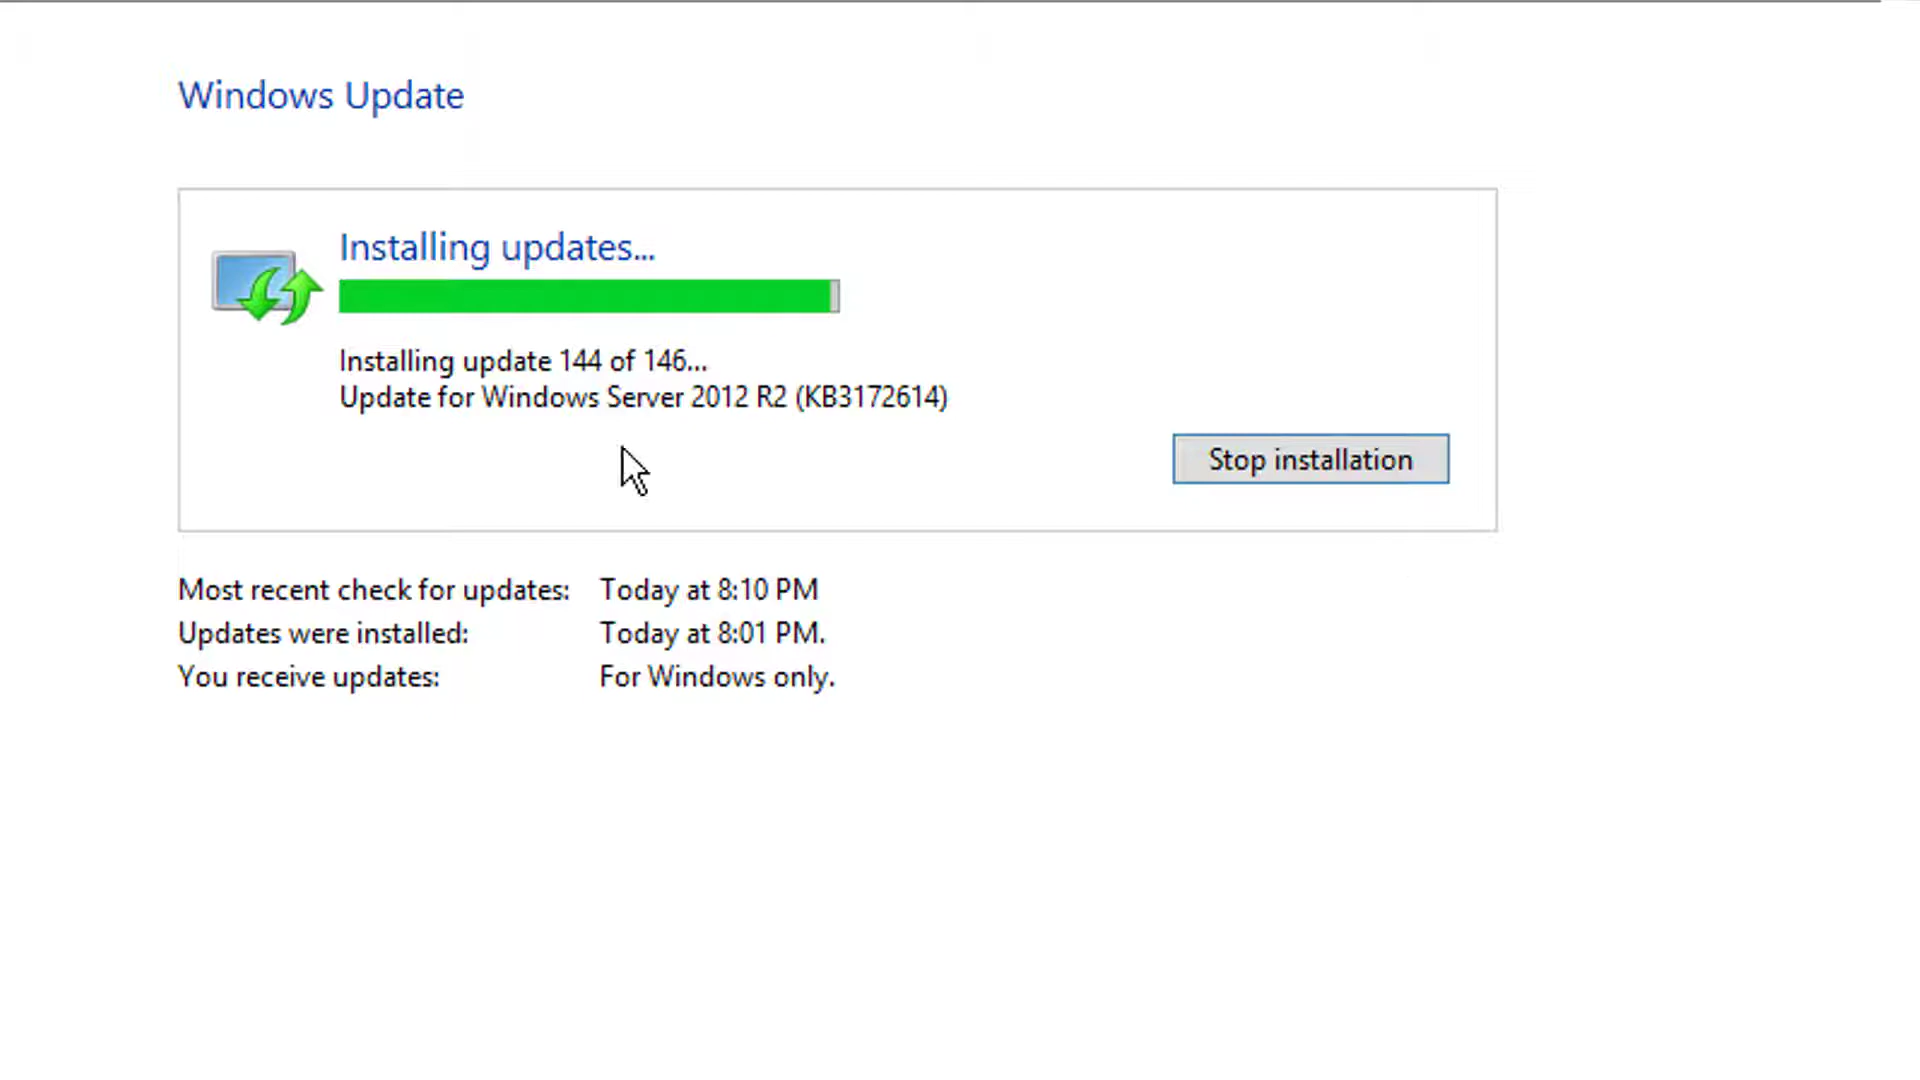 Windows Update
Installing updates...
Installing update 144 of 146...
Update for Windows Server 2012 R2 (KB3172614)
Stop installation
Most recent check for updates: Today at 8:10 PM
Updates were installed: Today at 8:01 PM.
You receive updates: For Windows only.